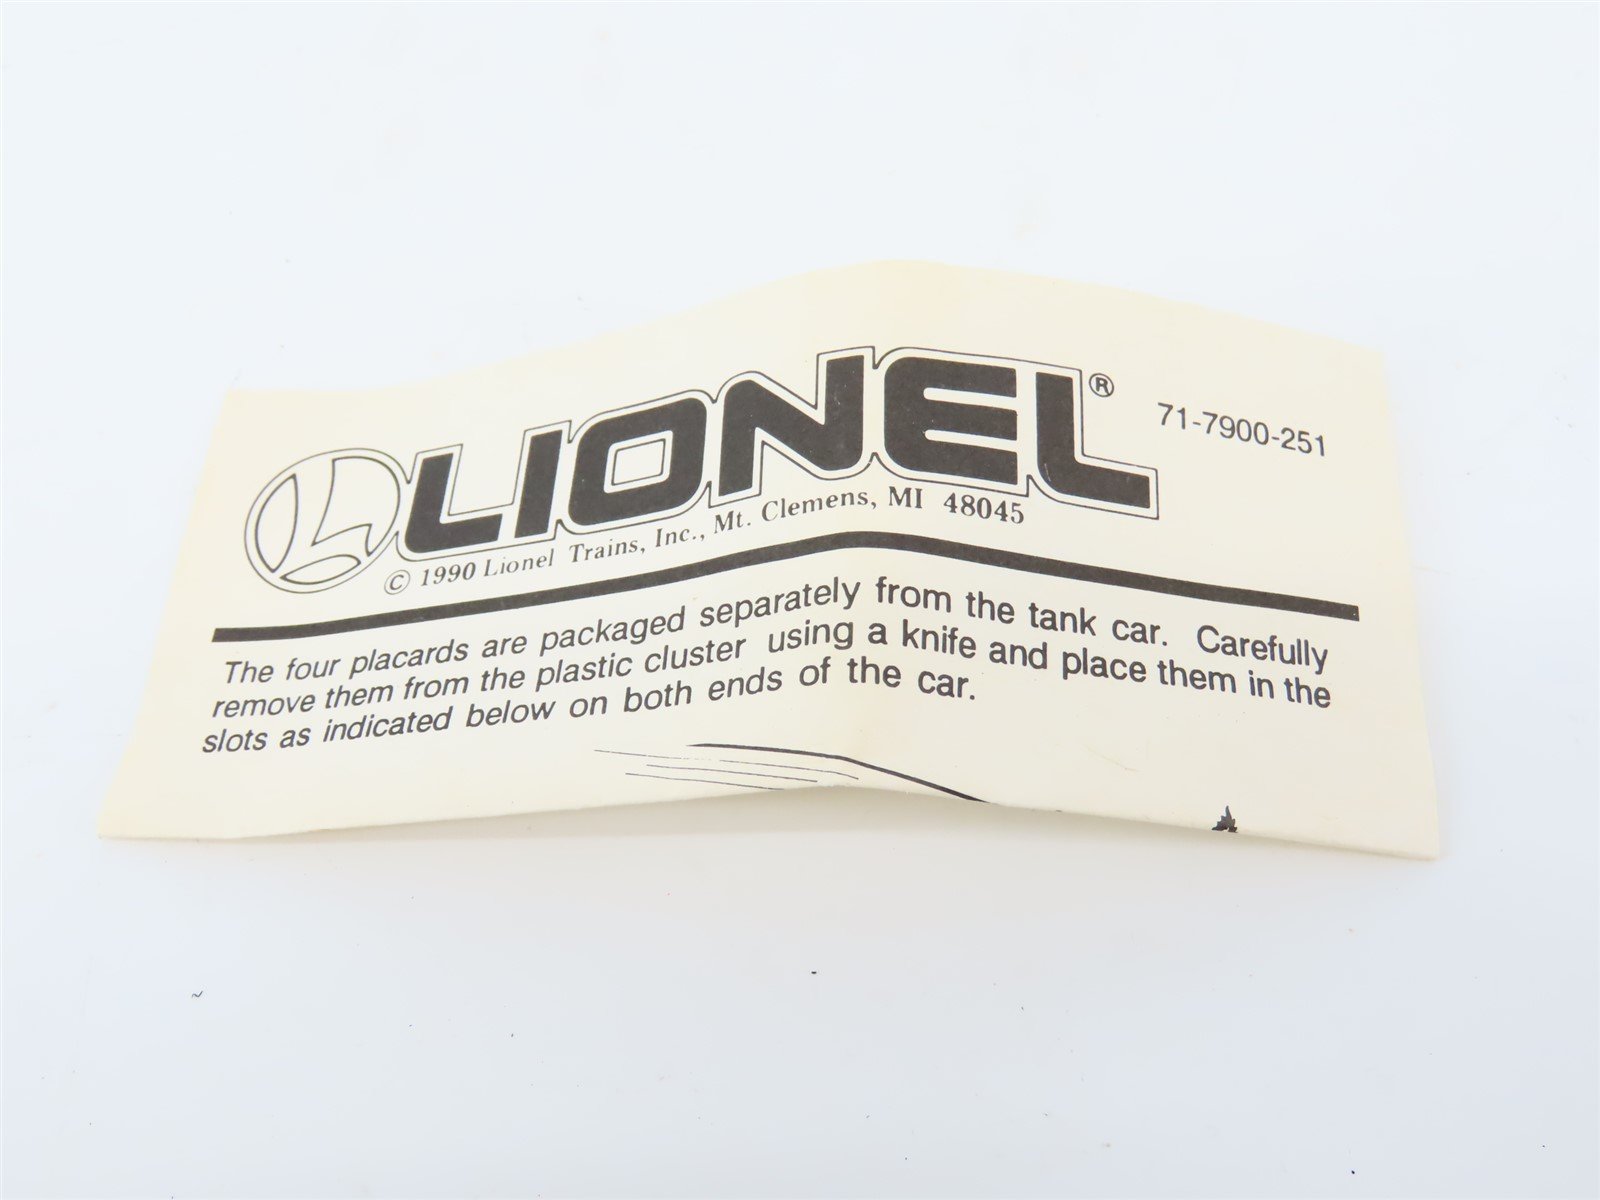 LIONEL®
71-7900-251
© 1990 Lionel Trains, Inc., Mt. Clemens, MI 48045
The four placards are packaged separately from the tank car. Carefully
remove them from the plastic cluster using a knife and place them in the
slots as indicated below on both ends of the car.